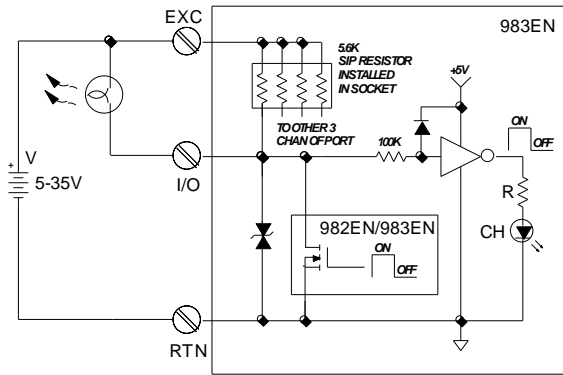 EXC
983EN
5.6K
SIP RESISTOR
INSTALLED
IN SOCKET
+5V
ON
OFF
TO OTHER 3
CHAN OF PORT
100K
+
V
5-35V
I/O
R
982EN/983EN
ON
OFF
CH
RTN